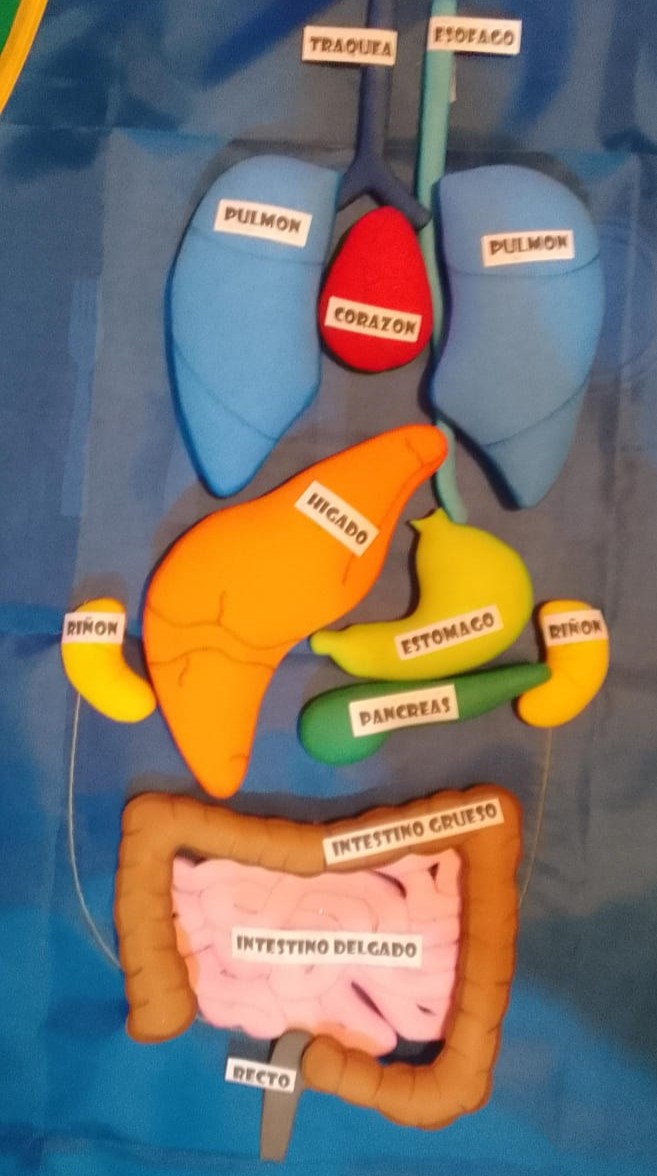 TRAQUEA
ESOFAGO
PULMON
PULMON
CORAZON
HIGADO
RIÑON
ESTOMAGO
RIÑON
PANCREAS
INTESTINO GRUESO
INTESTINO DELGADO
RECTO